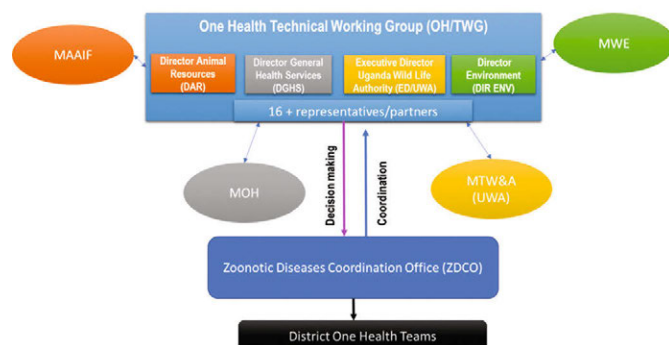 One Health Technical Working Group (OH/TWG)
MAAIF
MWE
Director Animal
Resources
(DAR)
Director General
Health Services
(DGHS)
Executive Director
Uganda Wild Life
Authority (ED/UWA)
Director
Environment
(DIR ENV)
16 + representatives/partners
MOH
Decision making
Coordination
MTW&A
(UWA)
Zoonotic Diseases Coordination Office (ZDCO)
District One Health Teams